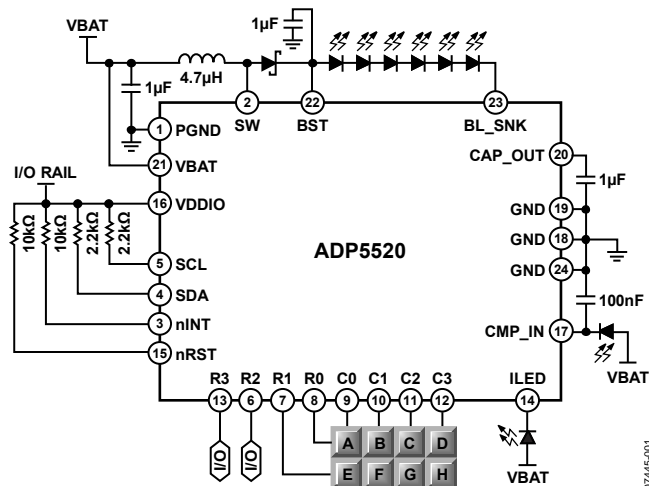 VBAT
1µF
4.7µH
1µF
2
SW
22
BST
23
BL_SNK
1
PGND
21
VBAT
I/O RAIL
16
VDDIO
10kΩ
10kΩ
2.2kΩ
2.2kΩ
5
SCL
4
SDA
3
nINT
15
nRST
ADP5520
CAP_OUT
20
1µF
GND
19
GND
18
GND
24
100nF
CMP_IN
17
VBAT
R3
R2
R1
R0
C0
C1
C2
C3
ILED
13
6
7
8
9
10
11
12
14
I/O
I/O
A
B
C
D
E
F
G
H
VBAT
07445-001